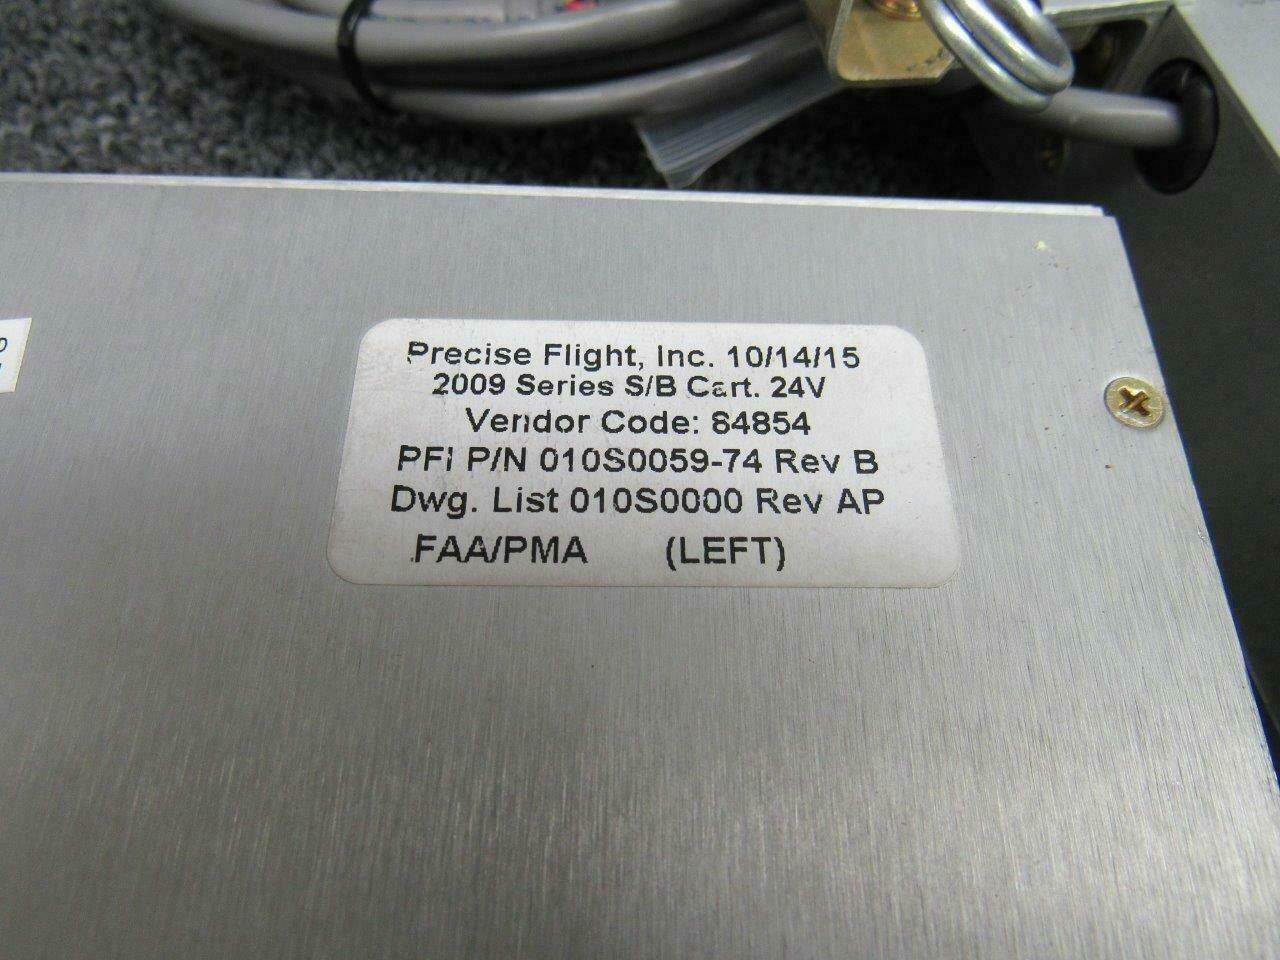 Precise Flight, Inc. 10/14/15
2009 Series S/B Cart. 24V
Vendor Code: 84854
PFI P/N 010S0059-74 Rev B
Dwg. List 010S0000 Rev AP
FAA/PMA (LEFT)